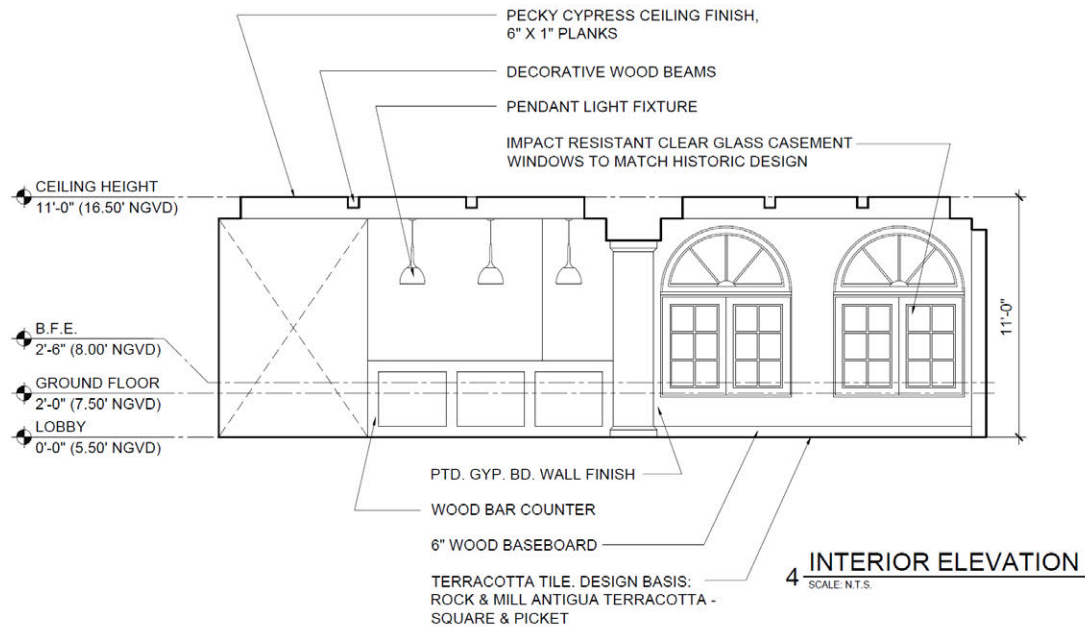 PECKY CYPRESS CEILING FINISH,
6" X 1" PLANKS
DECORATIVE WOOD BEAMS
PENDANT LIGHT FIXTURE
IMPACT RESISTANT CLEAR GLASS CASEMENT
WINDOWS TO MATCH HISTORIC DESIGN
CEILING HEIGHT
11'-0" (16.50' NGVD)
11'-0"
B.F.E.
2'-6" (8.00' NGVD)
GROUND FLOOR
2'-0" (7.50' NGVD)
LOBBY
0'-0" (5.50' NGVD)
PTD. GYP. BD. WALL FINISH
WOOD BAR COUNTER
6" WOOD BASEBOARD
TERRACOTTA TILE. DESIGN BASIS:
ROCK & MILL ANTIGUA TERRACOTTA -
SQUARE & PICKET
4 INTERIOR ELEVATION
SCALE: N.T.S.